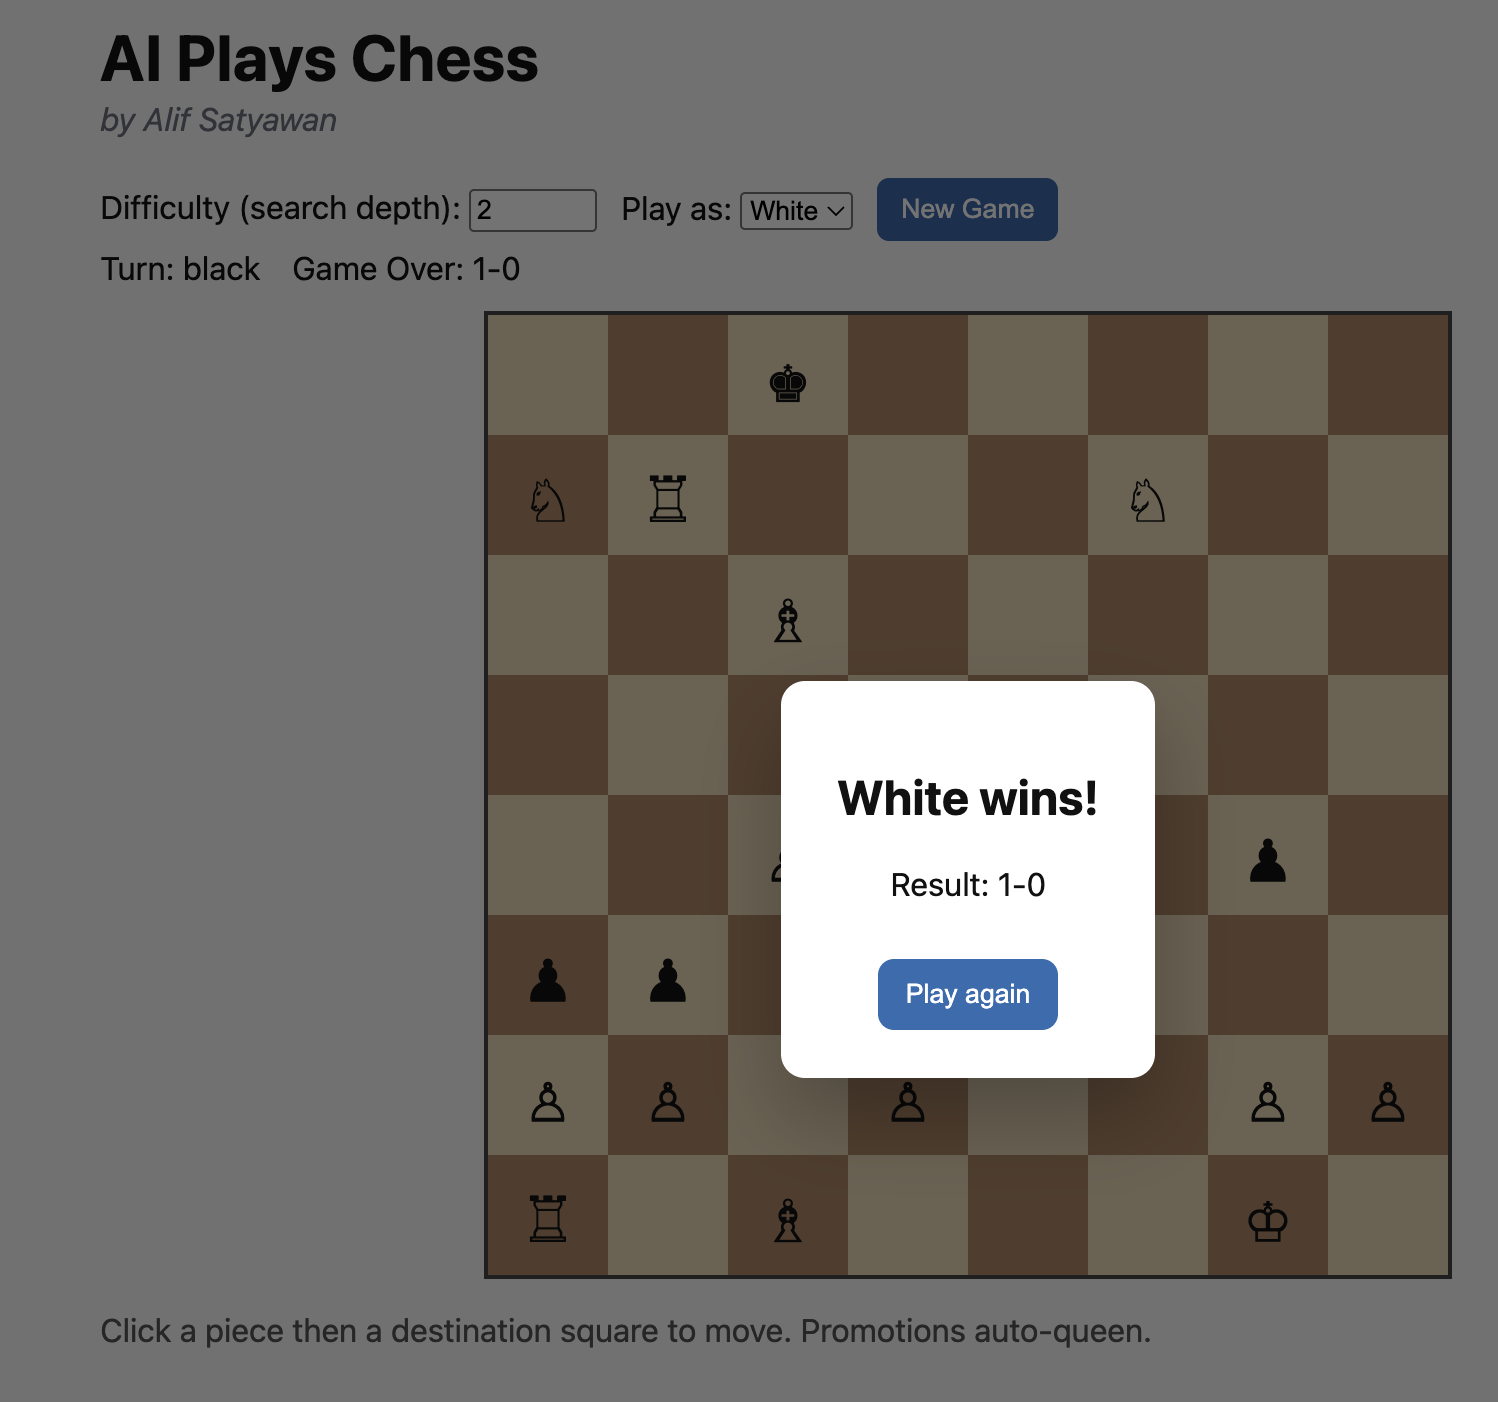 AI Plays Chess
by Alif Satyawan
Difficulty (search depth): 2 Play as: White New Game
Turn: black Game Over: 1-0
White wins!
Result: 1-0
Play again
Click a piece then a destination square to move. Promotions auto-queen.